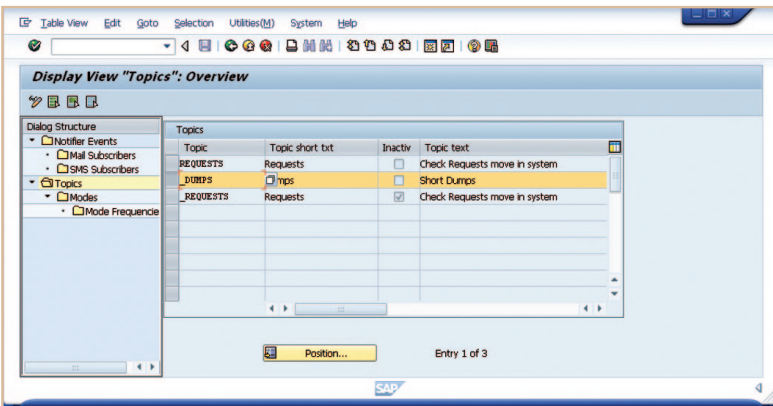 Table View Edit Goto Selection Utilities(M) System Help
Display View "Topics": Overview
Dialog Structure
Notifier Events
Mail Subscribers
SMS Subscribers
Topics
Modes
Mode Frequencie
Topics
Topic Topic short txt Inactiv Topic text
REQUESTS Requests Check Requests move in system
_DUMPS mps Short Dumps
_REQUESTS Requests Check Requests move in system
Position... Entry 1 of 3
SAP